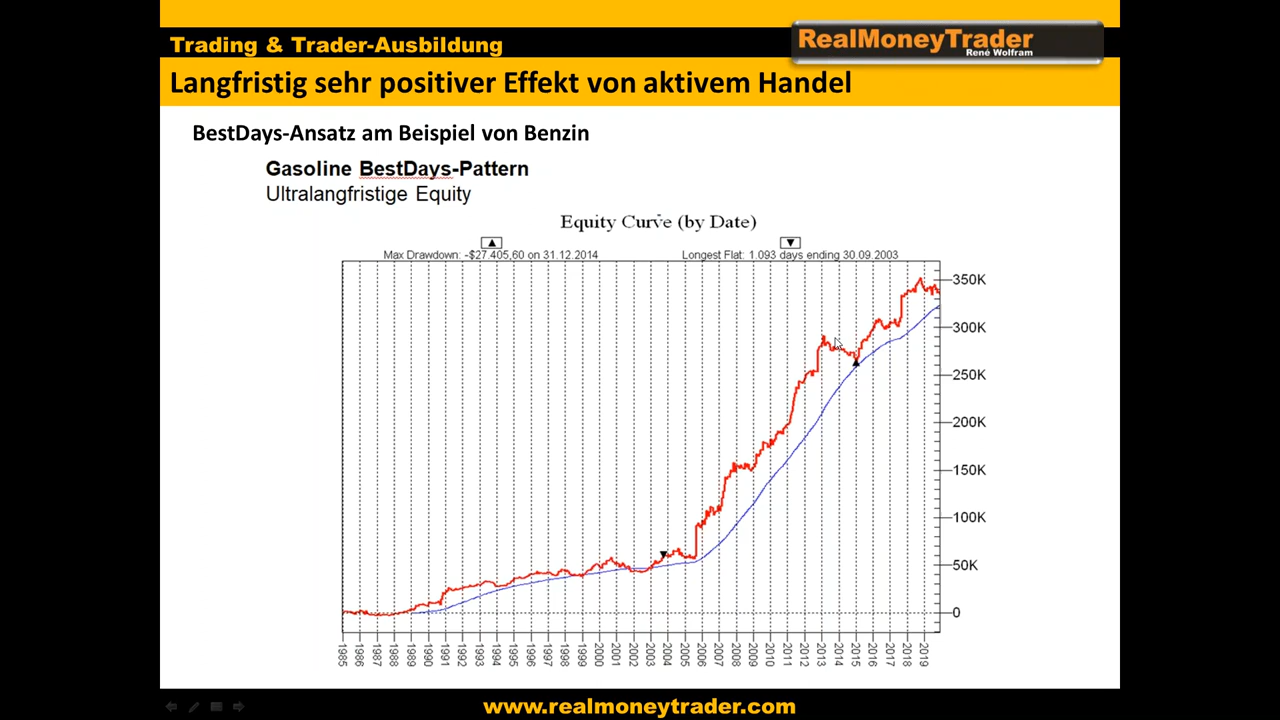 Trading & Trader-Ausbildung
RealMoneyTrader
René Wolfram
Langfristig sehr positiver Effekt von aktivem Handel
BestDays-Ansatz am Beispiel von Benzin
Gasoline BestDays-Pattern
Ultralangfristige Equity
Equity Curve (by Date)
Max Drawdown: -$27.405,60 on 31.12.2014
Longest Flat: 1.093 days ending 30.09.2003
350K
300K
250K
200K
150K
100K
50K
0
1985 1986 1987 1988 1989 1990 1991 1992 1993 1994 1995 1996 1997 1998 1999 2000 2001 2002 2003 2004 2005 2006 2007 2008 2009 2010 2011 2012 2013 2014 2015 2016 2017 2018 2019
www.realmoneytrader.com